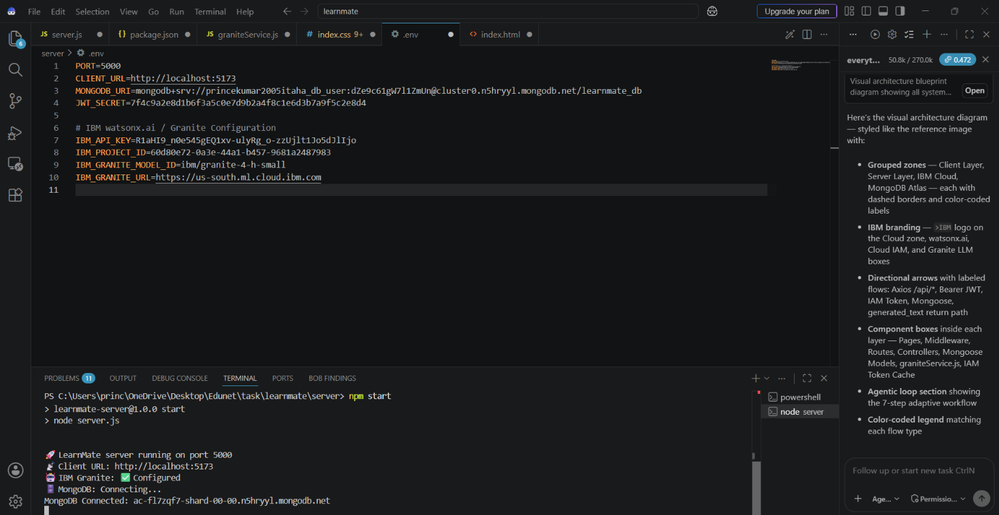 File Edit Selection View Go Run Terminal Help
learnmate
Upgrade your plan
6
JS server.js
{} package.json
JS graniteService.js
# index.css 9+
.env
<> index.html
server > .env
1 PORT=5000
2 CLIENT_URL=http://localhost:5173
3 MONGODB_URI=mongodb+srv://princekumar2005itaha_db_user:dZe9c61gW7l1ZmUn@cluster0.n5hryyl.mongodb.net/learnmate_db
4 JWT_SECRET=7f4c9a2e8d1b6f3a5c0e7d9b2a4f8c1e6d3b7a9f5c2e8d4
5
6 # IBM watsonx.ai / Granite Configuration
7 IBM_API_KEY=R1aHI9_n0e545gEQ1xv-ulyRg_o-zzUjlt1Jo5dJlIjo
8 IBM_PROJECT_ID=60d80e72-0a3e-44a1-b457-9681a2487983
9 IBM_GRANITE_MODEL_ID=ibm/granite-4-h-small
10 IBM_GRANITE_URL=https://us-south.ml.cloud.ibm.com
11
PROBLEMS 11 OUTPUT DEBUG CONSOLE TERMINAL PORTS BOB FINDINGS
PS C:\Users\princ\OneDrive\Desktop\Edunet\task\learnmate\server> npm start
> learnmate-server@1.0.0 start
> node server.js
🚀 LearnMate server running on port 5000
📡 Client URL: http://localhost:5173
🤖 IBM Granite: ✅ Configured
🗄️ MongoDB: Connecting...
MongoDB Connected: ac-fl7zqf7-shard-00-00.n5hryyl.mongodb.net
powershell
node server
everyt... 50.8k / 270.0k 0.472
Visual architecture blueprint
diagram showing all system...
Open
Here's the visual architecture diagram
— styled like the reference image
with:
• Grouped zones — Client Layer,
Server Layer, IBM Cloud,
MongoDB Atlas — each with
dashed borders and color-coded
labels
• IBM branding — >IBM logo on
the Cloud zone, watsonx.ai,
Cloud IAM, and Granite LLM
boxes
• Directional arrows with labeled
flows: Axios /api/*, Bearer JWT,
IAM Token, Mongoose,
generated_text return path
• Component boxes inside each
layer — Pages, Middleware,
Routes, Controllers, Mongoose
Models, graniteService.js, IAM
Token Cache
• Agentic loop section showing
the 7-step adaptive workflow
• Color-coded legend matching
each flow type
Follow up or start new task CtrlN
Age... Permissio...